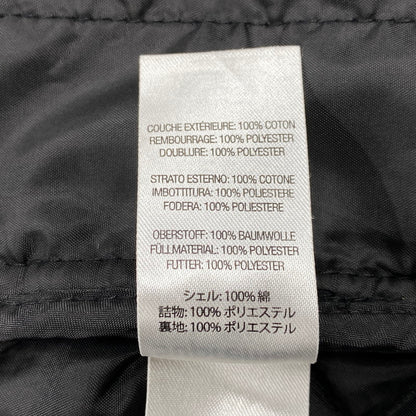 COUCHE EXTÉRIEURE: 100% COTON
REMBOURRAGE: 100% POLYESTER
DOUBLURE: 100% POLYESTER
STRATO ESTERNO: 100% COTONE
IMBOTTITURA: 100% POLIESTERE
FODERA: 100% POLIESTERE
OBERSTOFF: 100% BAUMWOLLE
FÜLLMATERIAL: 100% POLYESTER
FUTTER: 100% POLYESTER
シェル: 100% 綿
詰物: 100% ポリエステル
裏地: 100% ポリエステル